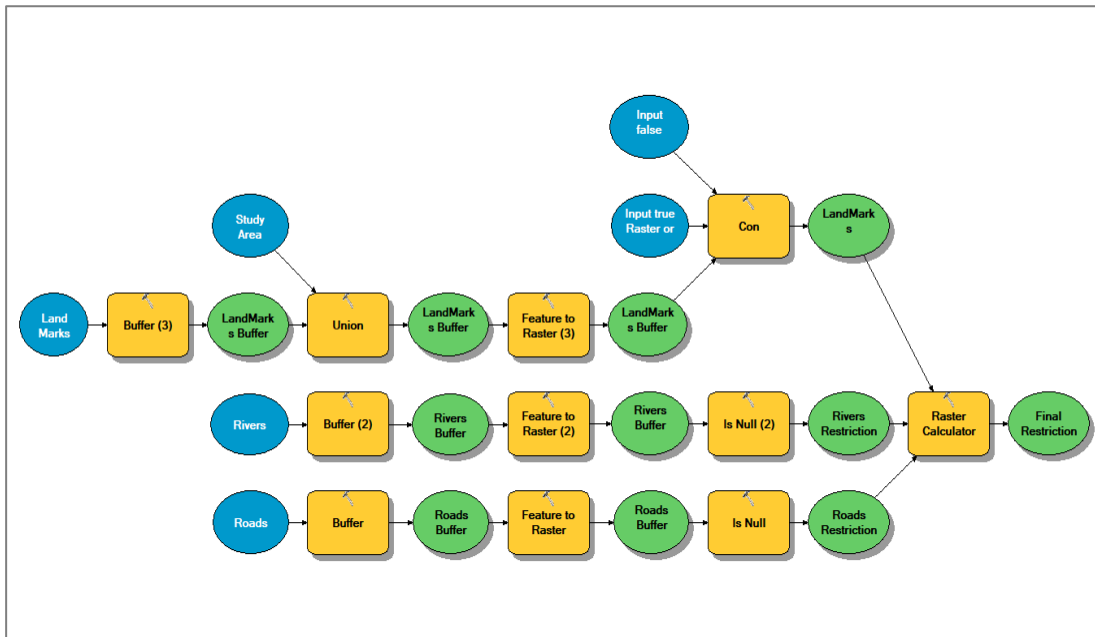 Input
false
Study
Area
Input true
Raster or
Con
LandMark
s
Land
Marks
Buffer (3)
LandMark
s Buffer
Union
LandMark
s Buffer
Feature to
Raster (3)
LandMark
s Buffer
Rivers
Buffer (2)
Rivers
Buffer
Feature to
Raster (2)
Rivers
Buffer
Is Null (2)
Rivers
Restriction
Raster
Calculator
Final
Restriction
Roads
Buffer
Roads
Buffer
Feature to
Raster
Roads
Buffer
Is Null
Roads
Restriction